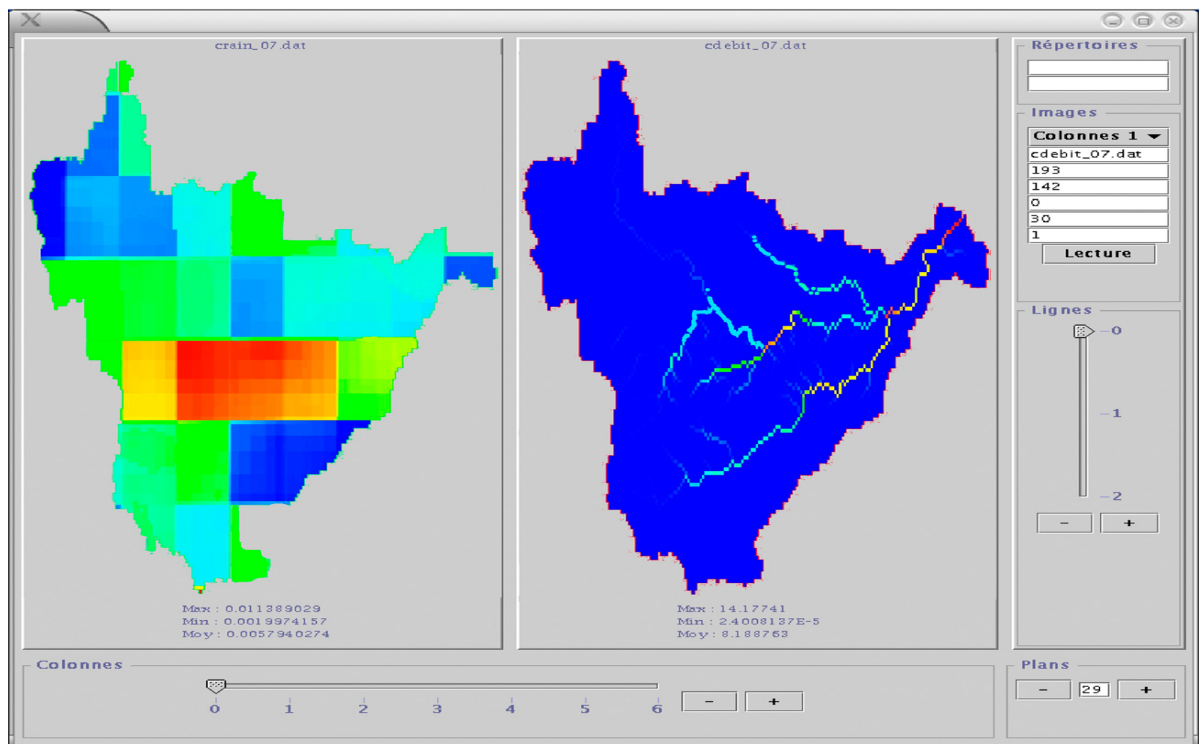 crain_07.dat
Max : 0.011389029
Min : 0.0019974157
Moy : 0.0057940274
cdebit_07.dat
Max : 14.17741
Min : 2.4008137E-5
Moy : 8.188763
Répertoires
Images
Colonnes 1
cdebit_07.dat
193
142
0
30
1
Lecture
Lignes
0
1
2
- +
Colonnes
0 1 2 3 4 5 6
- +
Plans
- 29 +